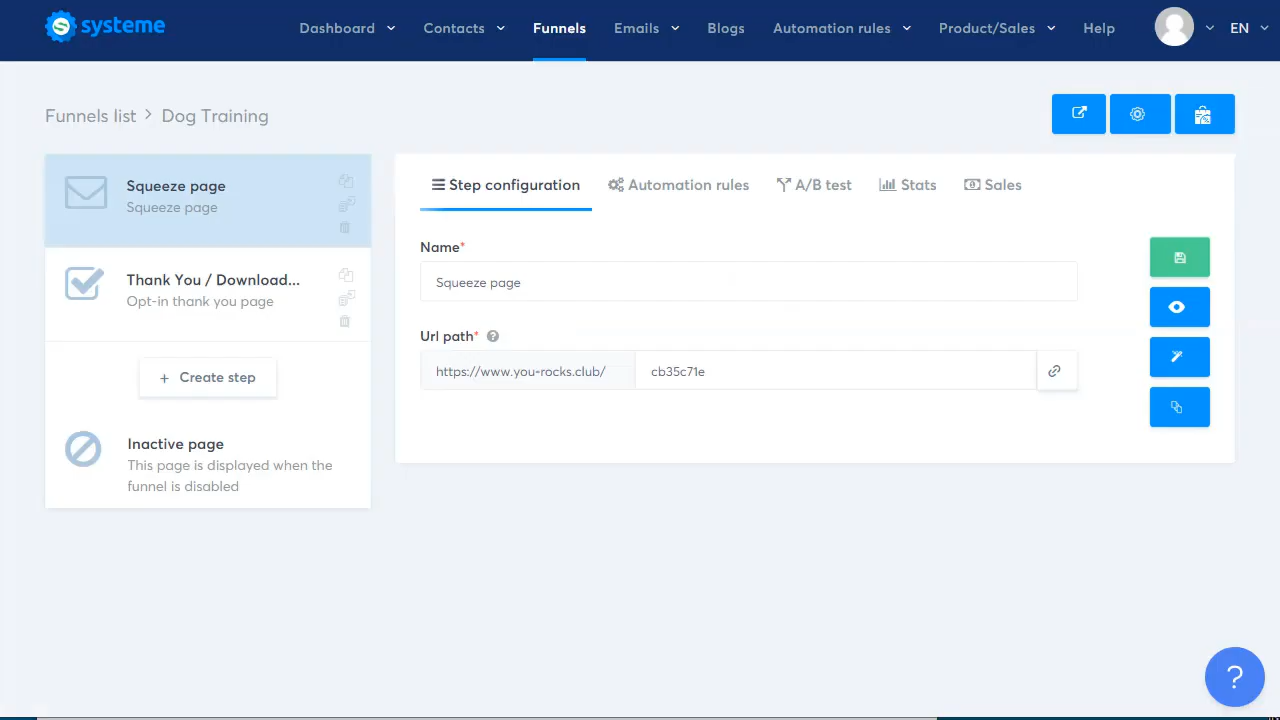 systeme
Dashboard Contacts Funnels Emails Blogs Automation rules Product/Sales Help EN
Funnels list > Dog Training
Squeeze page
Squeeze page
Thank You / Download...
Opt-in thank you page
+ Create step
Inactive page
This page is displayed when the
funnel is disabled
Step configuration Automation rules A/B test Stats Sales
Name*
Squeeze page
Url path* ?
https://www.you-rocks.club/ cb35c71e
?